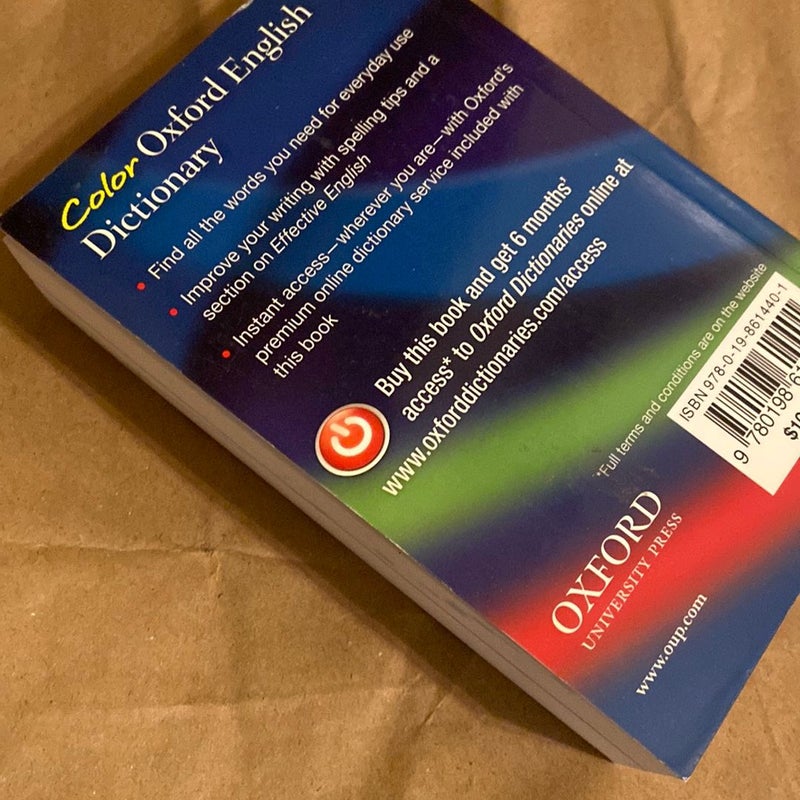 Color Oxford English
Dictionary
• Find all the words you need for everyday use
• Improve your writing with spelling tips and a
section on Effective English
• Instant access—wherever you are—with Oxford's
premium online dictionary service included with
this book
Buy this book and get 6 months'
access* to Oxford Dictionaries online at
www.oxforddictionaries.com/access
*Full terms and conditions are on the website
ISBN 978-0-19-861440-1
9 780198 6
OXFORD
UNIVERSITY PRESS
www.oup.com